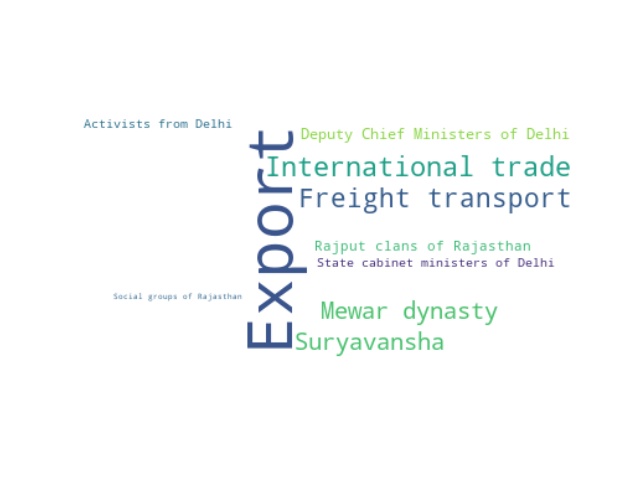 Activists from Delhi
Deputy Chief Ministers of Delhi
Export
International trade
Freight transport
Rajput clans of Rajasthan
State cabinet ministers of Delhi
Social groups of Rajasthan
Mewar dynasty
Suryavansha